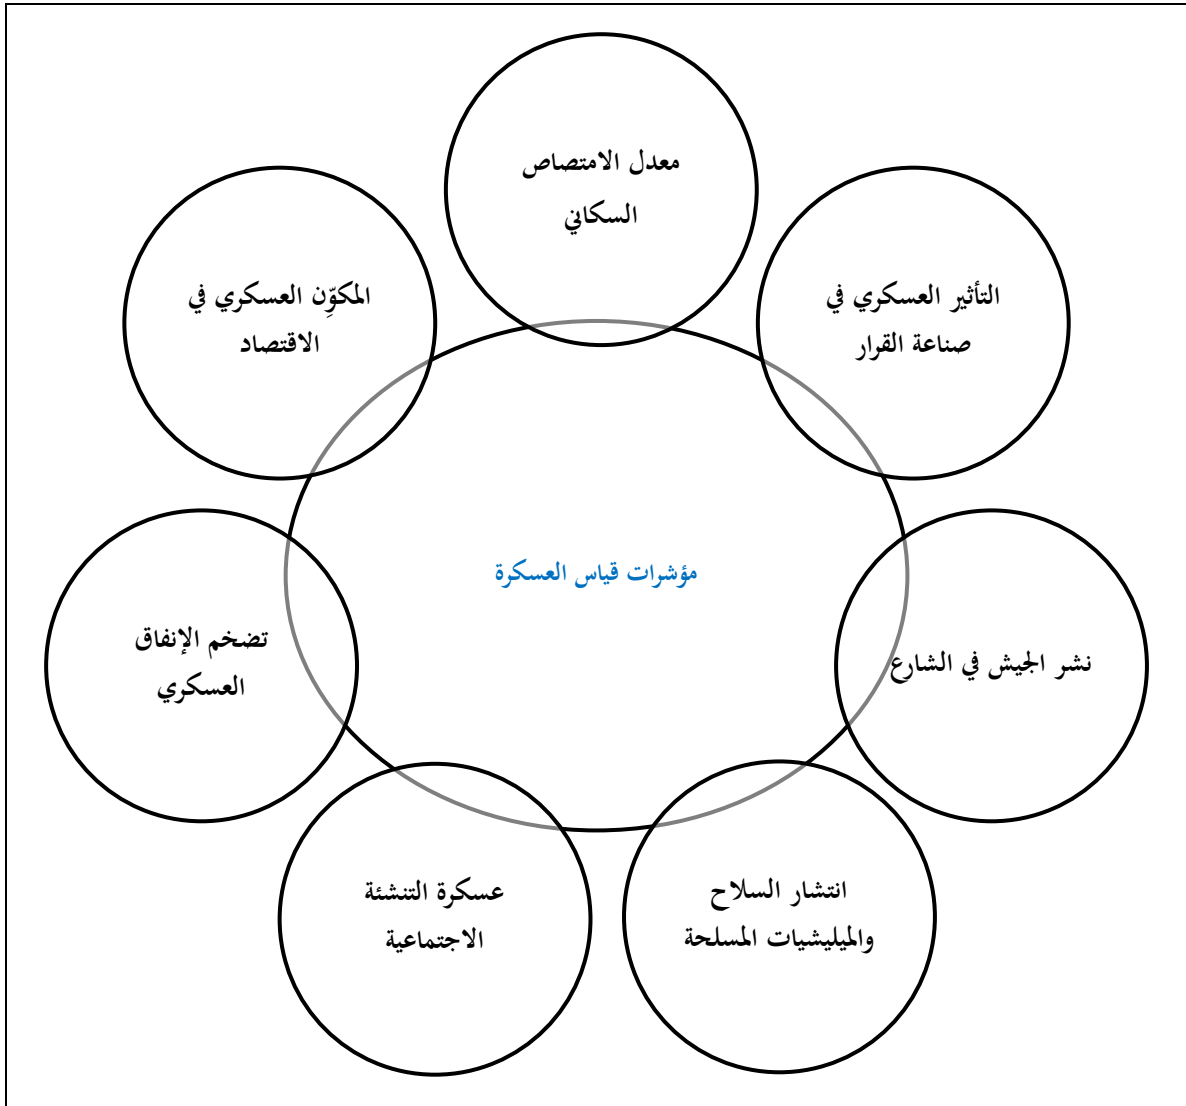 معدل الامتصاص
السكاني
التأثير العسكري في
صناعة القرار
المكوِّن العسكري في
الاقتصاد
مؤشرات قياس العسكرة
نشر الجيش في الشارع
تضخم الإنفاق
العسكري
انتشار السلاح
والميليشيات المسلحة
عسكرة التنشئة
الاجتماعية